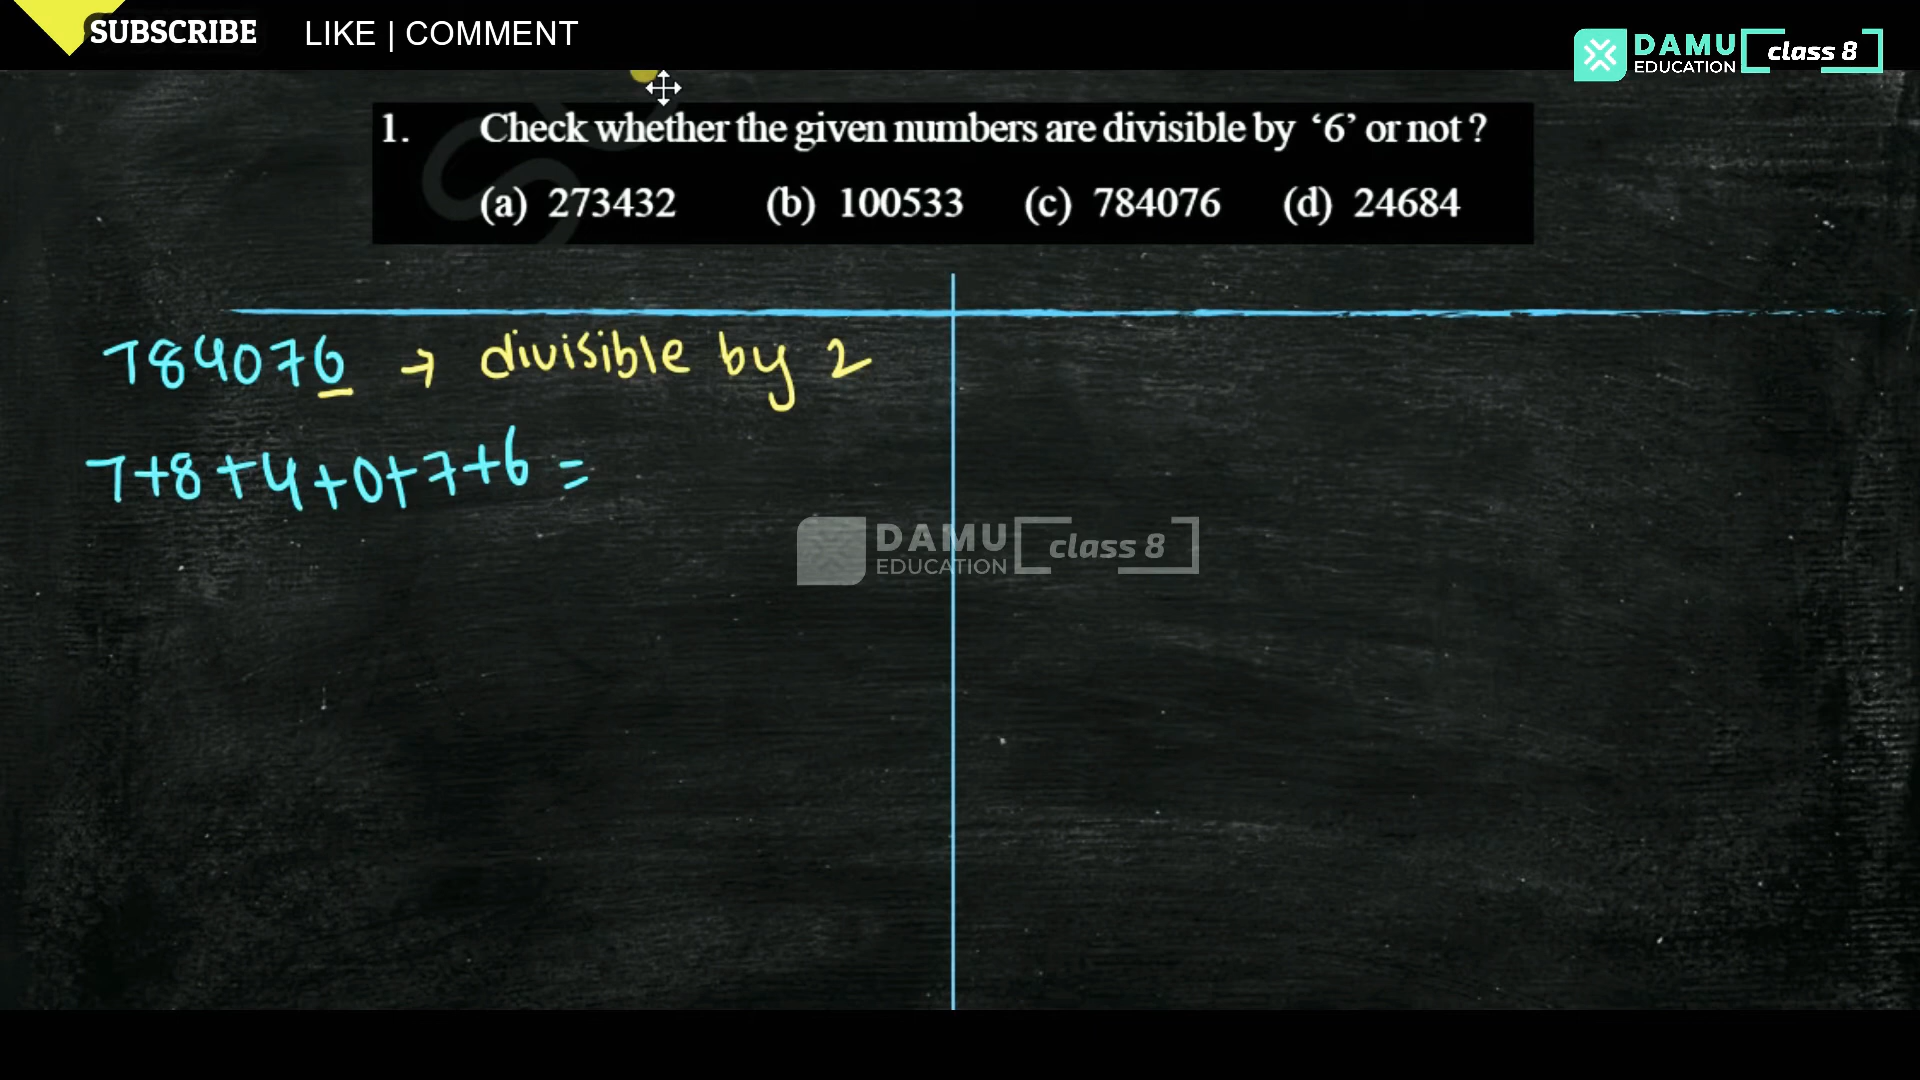 SUBSCRIBE LIKE | COMMENT
DAMU EDUCATION class 8
1. Check whether the given numbers are divisible by ‘6’ or not ?
(a) 273432 (b) 100533 (c) 784076 (d) 24684
784076 → divisible by 2
7+8+4+0+7+6 =
DAMU EDUCATION class 8